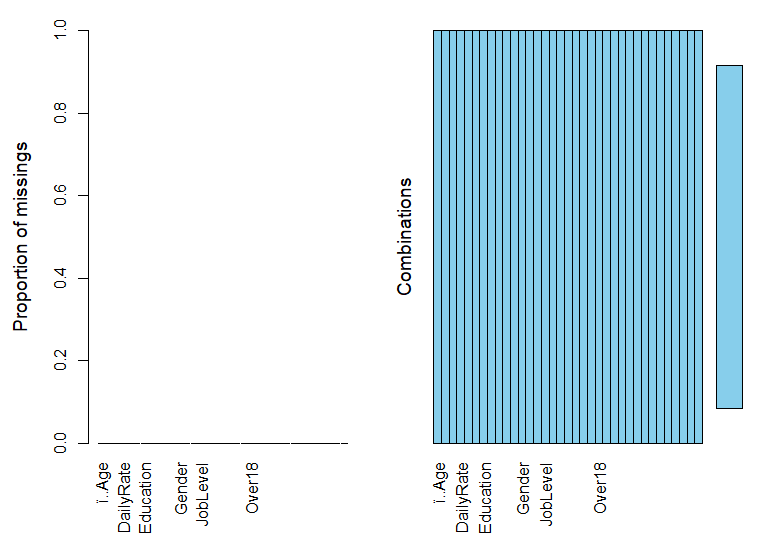 Proportion of missings
1.0
0.8
0.6
0.4
0.2
0.0
ï..Age
DailyRate
Education
Gender
JobLevel
Over18
Combinations
ï..Age
DailyRate
Education
Gender
JobLevel
Over18